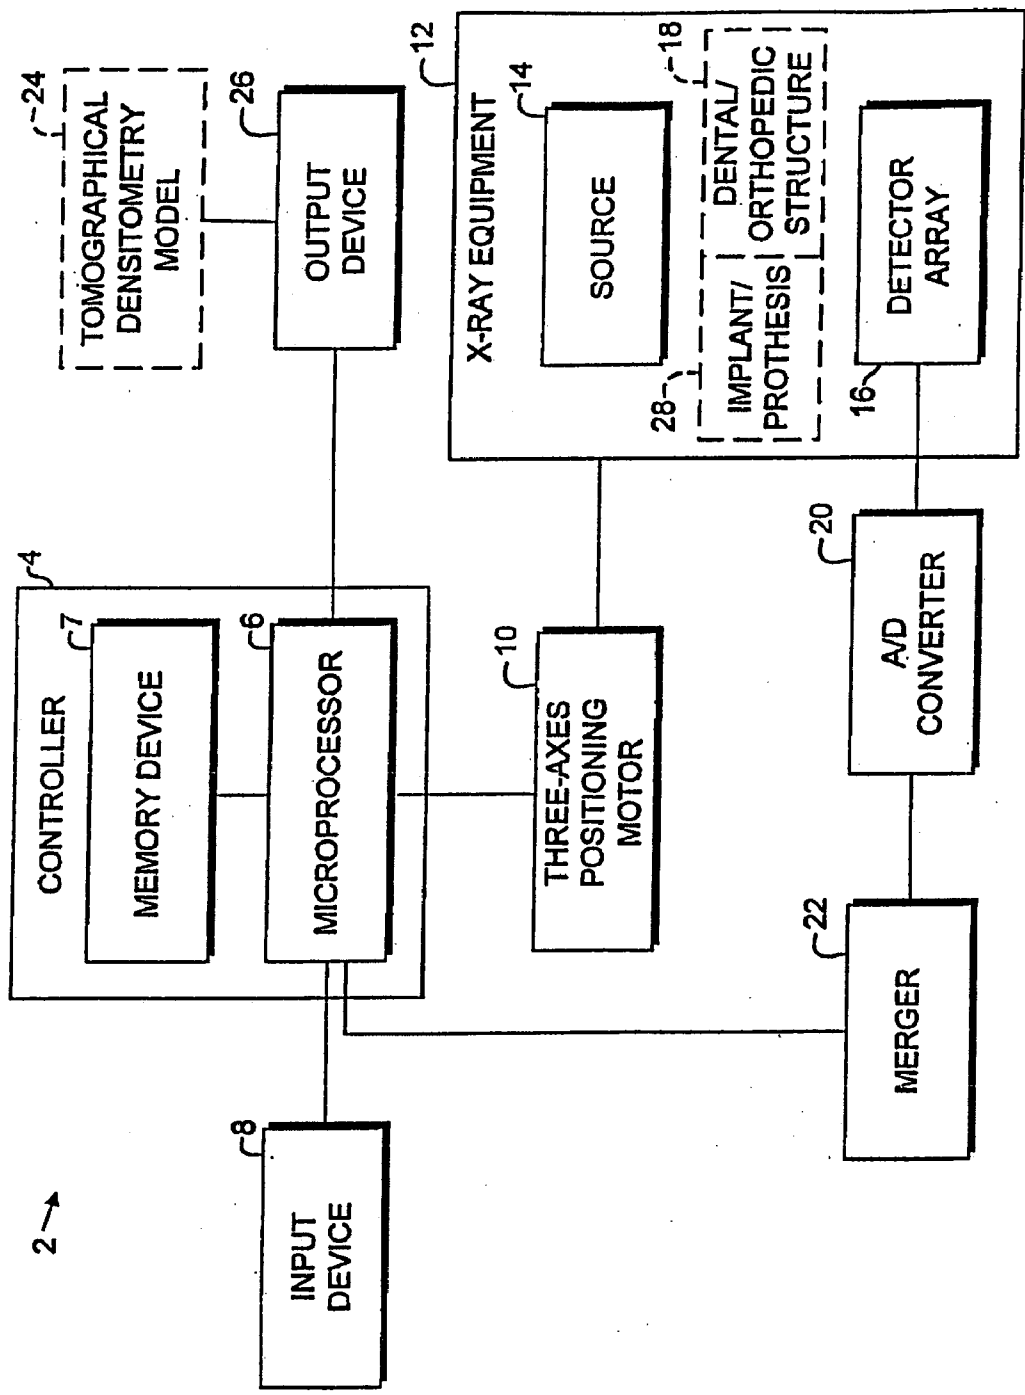 2
CONTROLLER
4
MEMORY DEVICE
7
MICROPROCESSOR
6
INPUT
DEVICE
8
TOMOGRAPHICAL
DENSITOMETRY
MODEL
24
OUTPUT
DEVICE
26
THREE-AXES
POSITIONING
MOTOR
10
X-RAY EQUIPMENT
12
SOURCE
14
IMPLANT/
PROTHESIS
28
DENTAL/
ORTHOPEDIC
STRUCTURE
18
DETECTOR
ARRAY
16
A/D
CONVERTER
20
MERGER
22